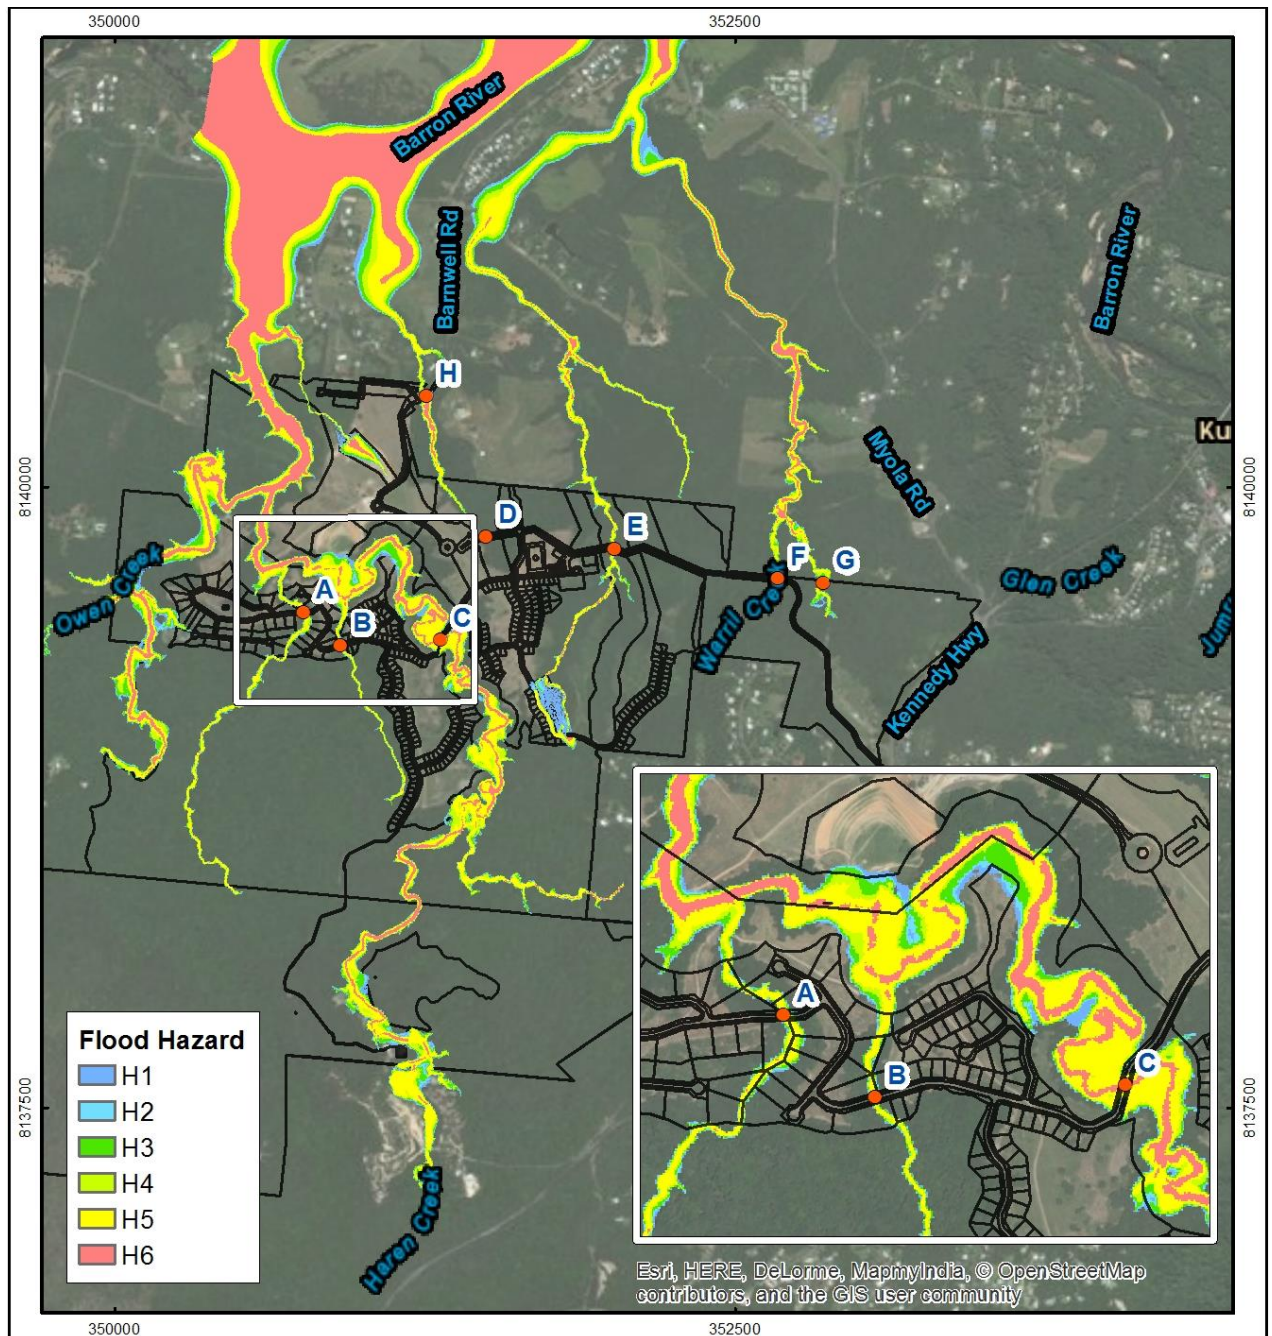 350000
352500
Barron River
Barnwell Rd
Barron River
H
Ku
Myola Rd
8140000
8140000
D
E
F
G
Owen Creek
A
B
C
Warril Creek
Glen Creek
Kennedy Hwy
A
B
C
Flood Hazard
H1
H2
H3
H4
H5
H6
8137500
8137500
Haren Creek
Esri, HERE, DeLorme, MapmyIndia, © OpenStreetMap
contributors, and the GIS user community
350000
352500